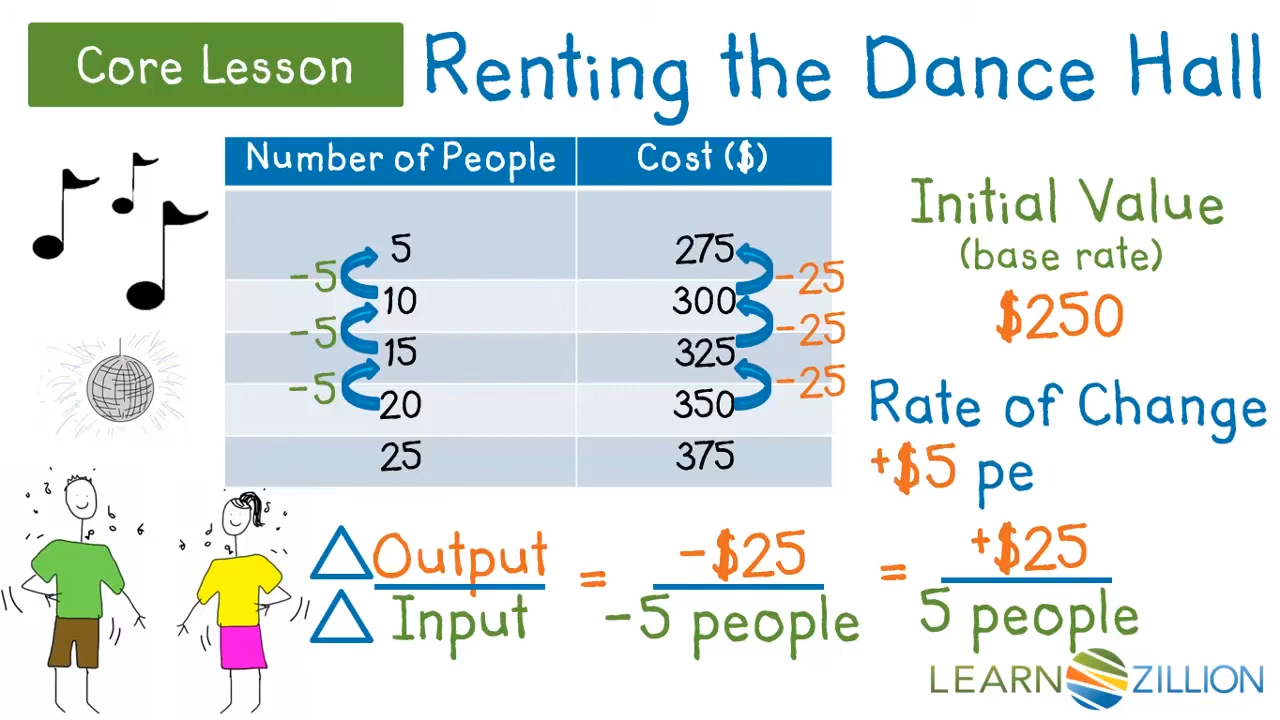 Core Lesson
Renting the Dance Hall
Number of People Cost ($)
5 275
10 300
15 325
20 350
25 375
-5
-5
-5
-25
-25
-25
Initial Value
(base rate)
$250
Rate of Change
+$5 pe
△Output = -$25 = +$25
△Input -5 people 5 people
LEARN ZILLION